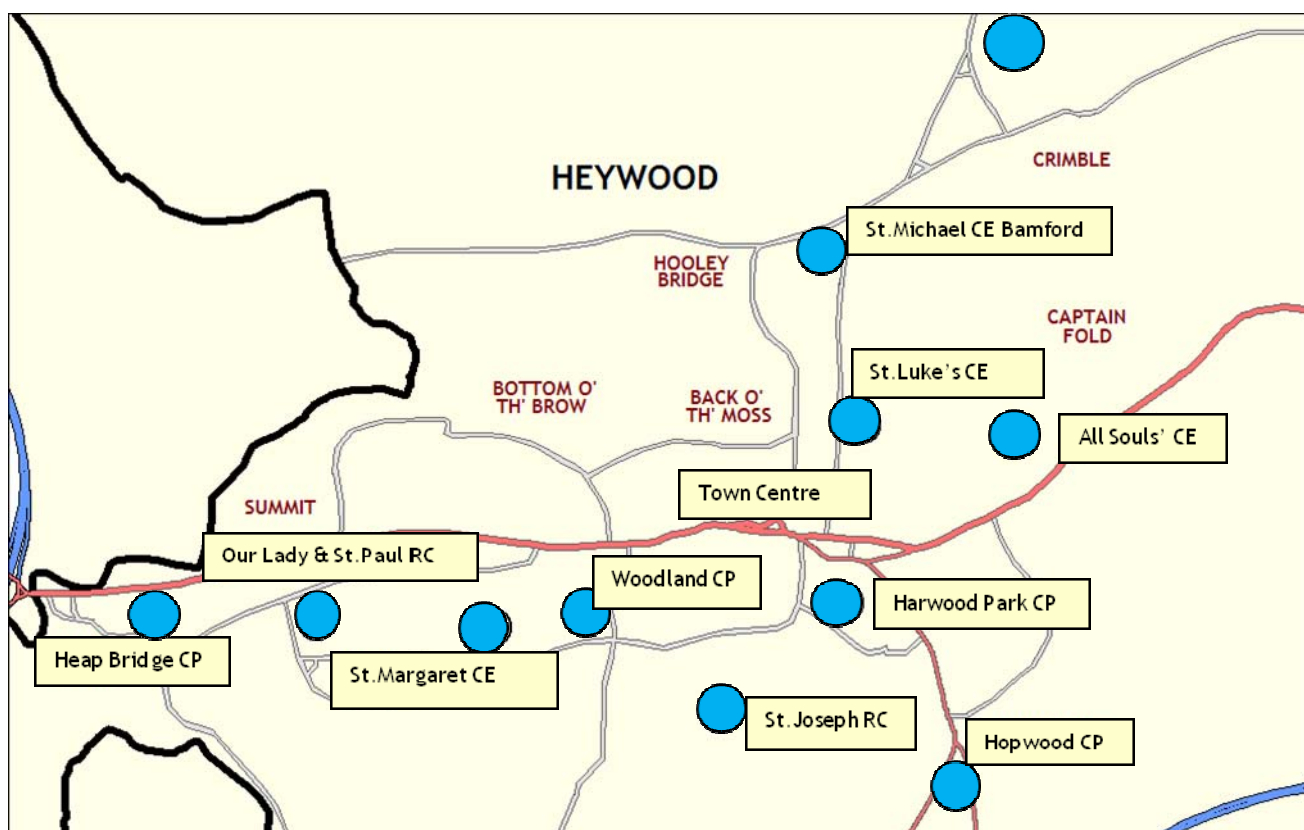 CRIMBLE
HEYWOOD
St.Michael CE Bamford
HOOLEY
BRIDGE
CAPTAIN
FOLD
St.Luke's CE
BOTTOM O'
TH' BROW
BACK O'
TH' MOSS
All Souls' CE
Town Centre
SUMMIT
Our Lady & St.Paul RC
Woodland CP
Harwood Park CP
Heap Bridge CP
St.Margaret CE
St.Joseph RC
Hopwood CP